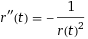 r″(t) = − 1 / r(t)²